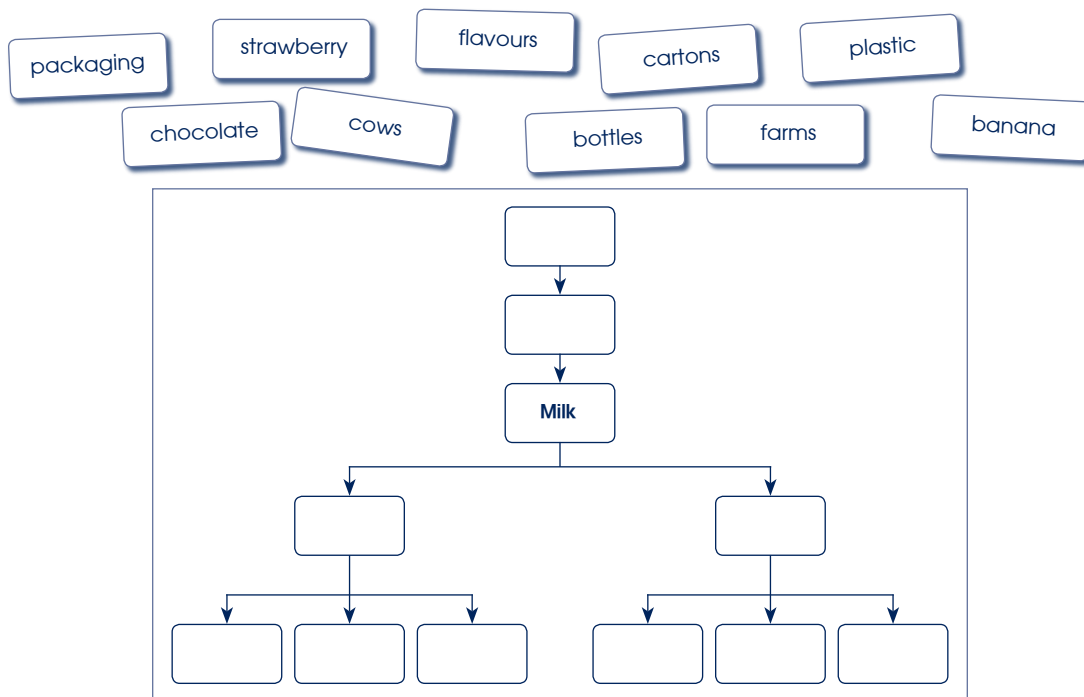 packaging
strawberry
flavours
cartons
plastic
chocolate
cows
bottles
farms
banana
Milk